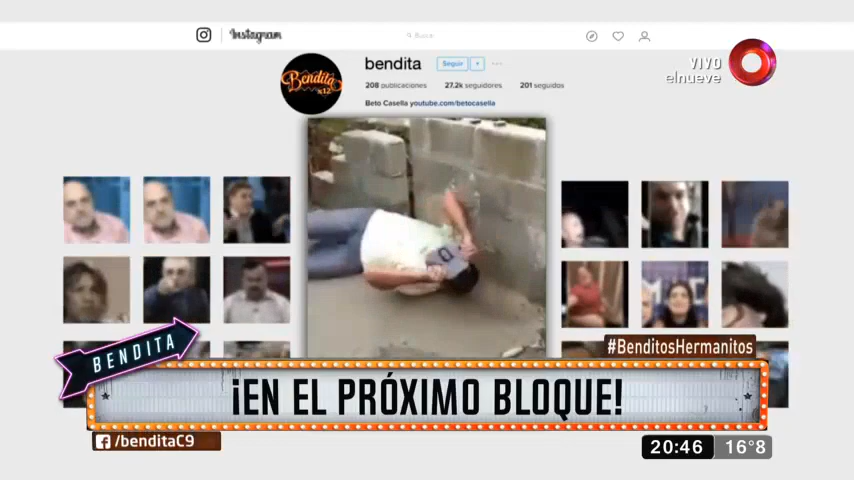 Instagram
Buscar
bendita
Seguir
208 publicaciones 27.2k seguidores 201 seguidos
Beto Casella youtube.com/betocasella
Bendita
VIVO
elnueve
BENDITA
#BenditosHermanitos
¡EN EL PRÓXIMO BLOQUE!
/benditaC9
20:46 16°8